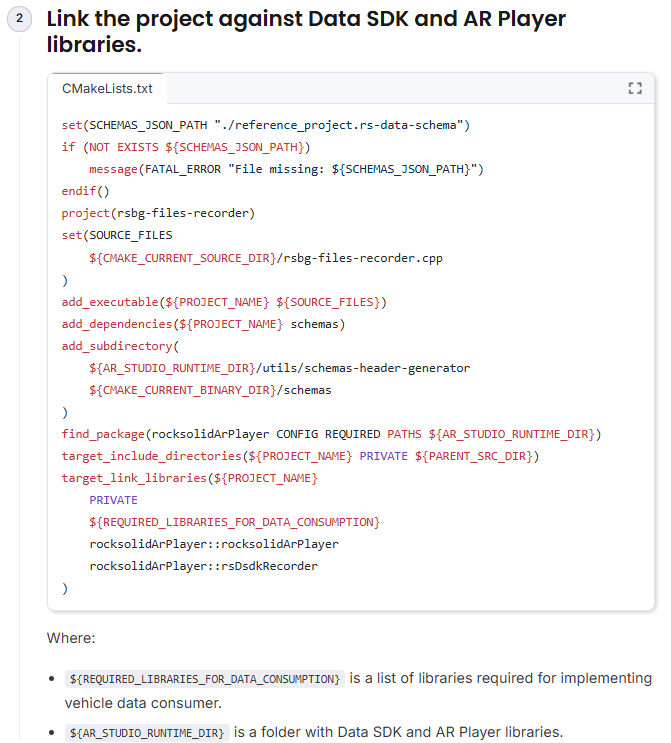 2
Link the project against Data SDK and AR Player
libraries.
CMakeLists.txt
set(SCHEMAS_JSON_PATH "./reference_project.rs-data-schema")
if (NOT EXISTS ${SCHEMAS_JSON_PATH})
    message(FATAL_ERROR "File missing: ${SCHEMAS_JSON_PATH}")
endif()
project(rsbg-files-recorder)
set(SOURCE_FILES
    ${CMAKE_CURRENT_SOURCE_DIR}/rsbg-files-recorder.cpp
)
add_executable(${PROJECT_NAME} ${SOURCE_FILES})
add_dependencies(${PROJECT_NAME} schemas)
add_subdirectory(
    ${AR_STUDIO_RUNTIME_DIR}/utils/schemas-header-generator
    ${CMAKE_CURRENT_BINARY_DIR}/schemas
)
find_package(rocksolidArPlayer CONFIG REQUIRED PATHS ${AR_STUDIO_RUNTIME_DIR})
target_include_directories(${PROJECT_NAME} PRIVATE ${PARENT_SRC_DIR})
target_link_libraries(${PROJECT_NAME}
    PRIVATE
    ${REQUIRED_LIBRARIES_FOR_DATA_CONSUMPTION}
    rocksolidArPlayer::rocksolidArPlayer
    rocksolidArPlayer::rsDsdkRecorder
)
Where:
• ${REQUIRED_LIBRARIES_FOR_DATA_CONSUMPTION} is a list of libraries required for implementing
vehicle data consumer.
• ${AR_STUDIO_RUNTIME_DIR} is a folder with Data SDK and AR Player libraries.